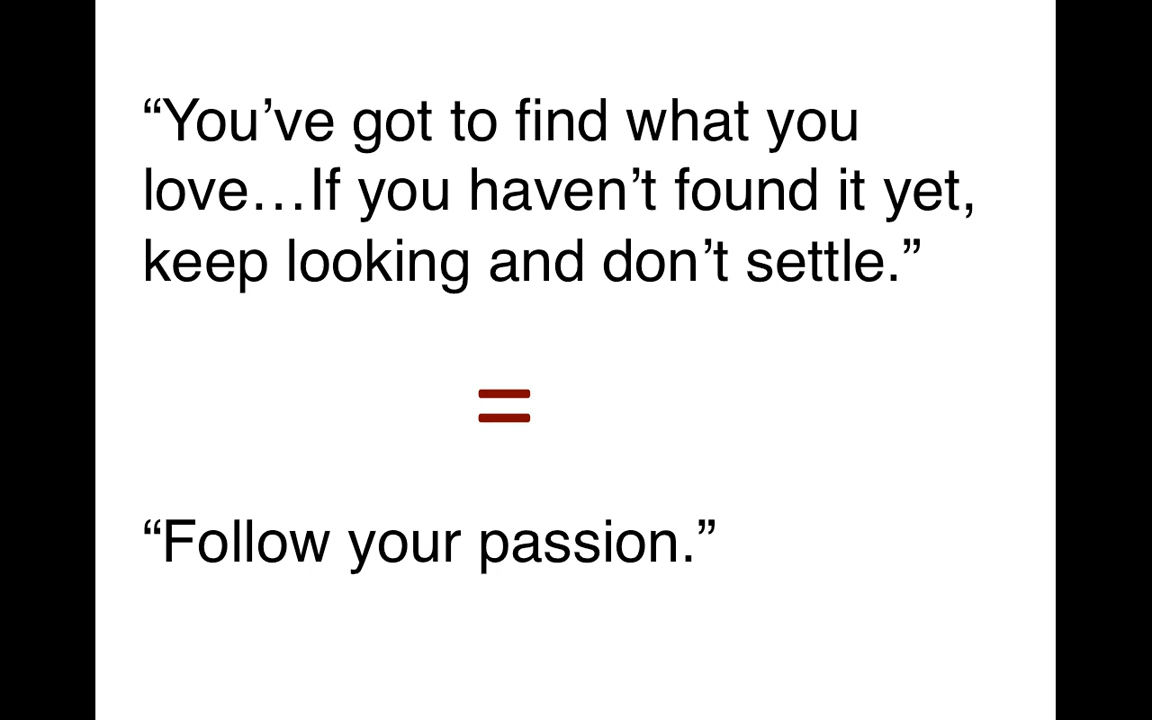 “You’ve got to find what you
love…If you haven’t found it yet,
keep looking and don’t settle.”
=
“Follow your passion.”